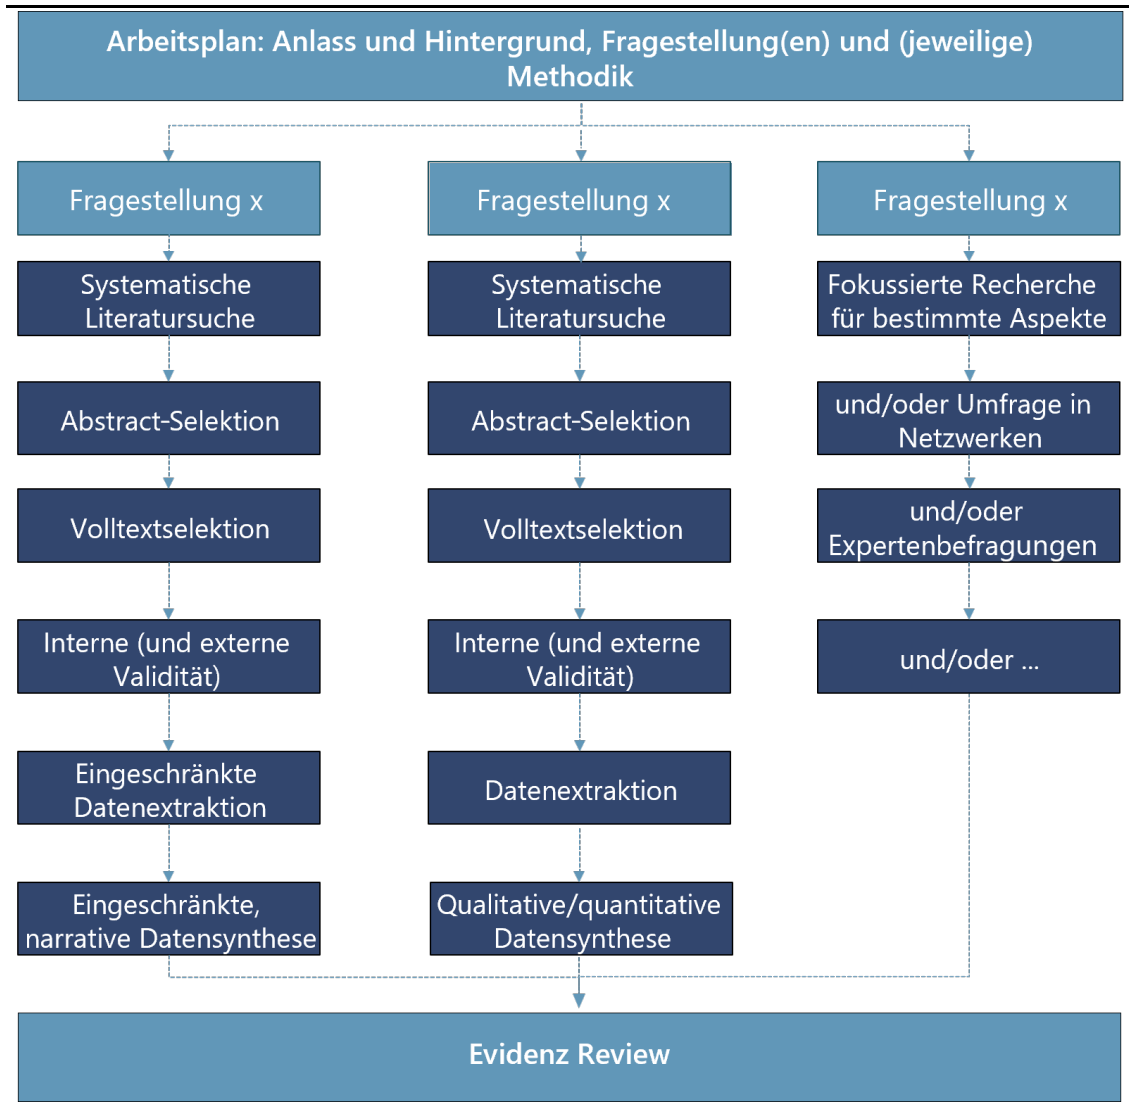 Arbeitsplan: Anlass und Hintergrund, Fragestellung(en) und (jeweilige)
Methodik
Fragestellung x
Systematische
Literatursuche
Abstract-Selektion
Volltextselektion
Interne (und externe
Validität)
Eingeschränkte
Datenextraktion
Eingeschränkte,
narrative Datensynthese
Fragestellung x
Systematische
Literatursuche
Abstract-Selektion
Volltextselektion
Interne (und externe
Validität)
Datenextraktion
Qualitative/quantitative
Datensynthese
Fragestellung x
Fokussierte Recherche
für bestimmte Aspekte
und/oder Umfrage in
Netzwerken
und/oder
Expertenbefragungen
und/oder ...
Evidenz Review